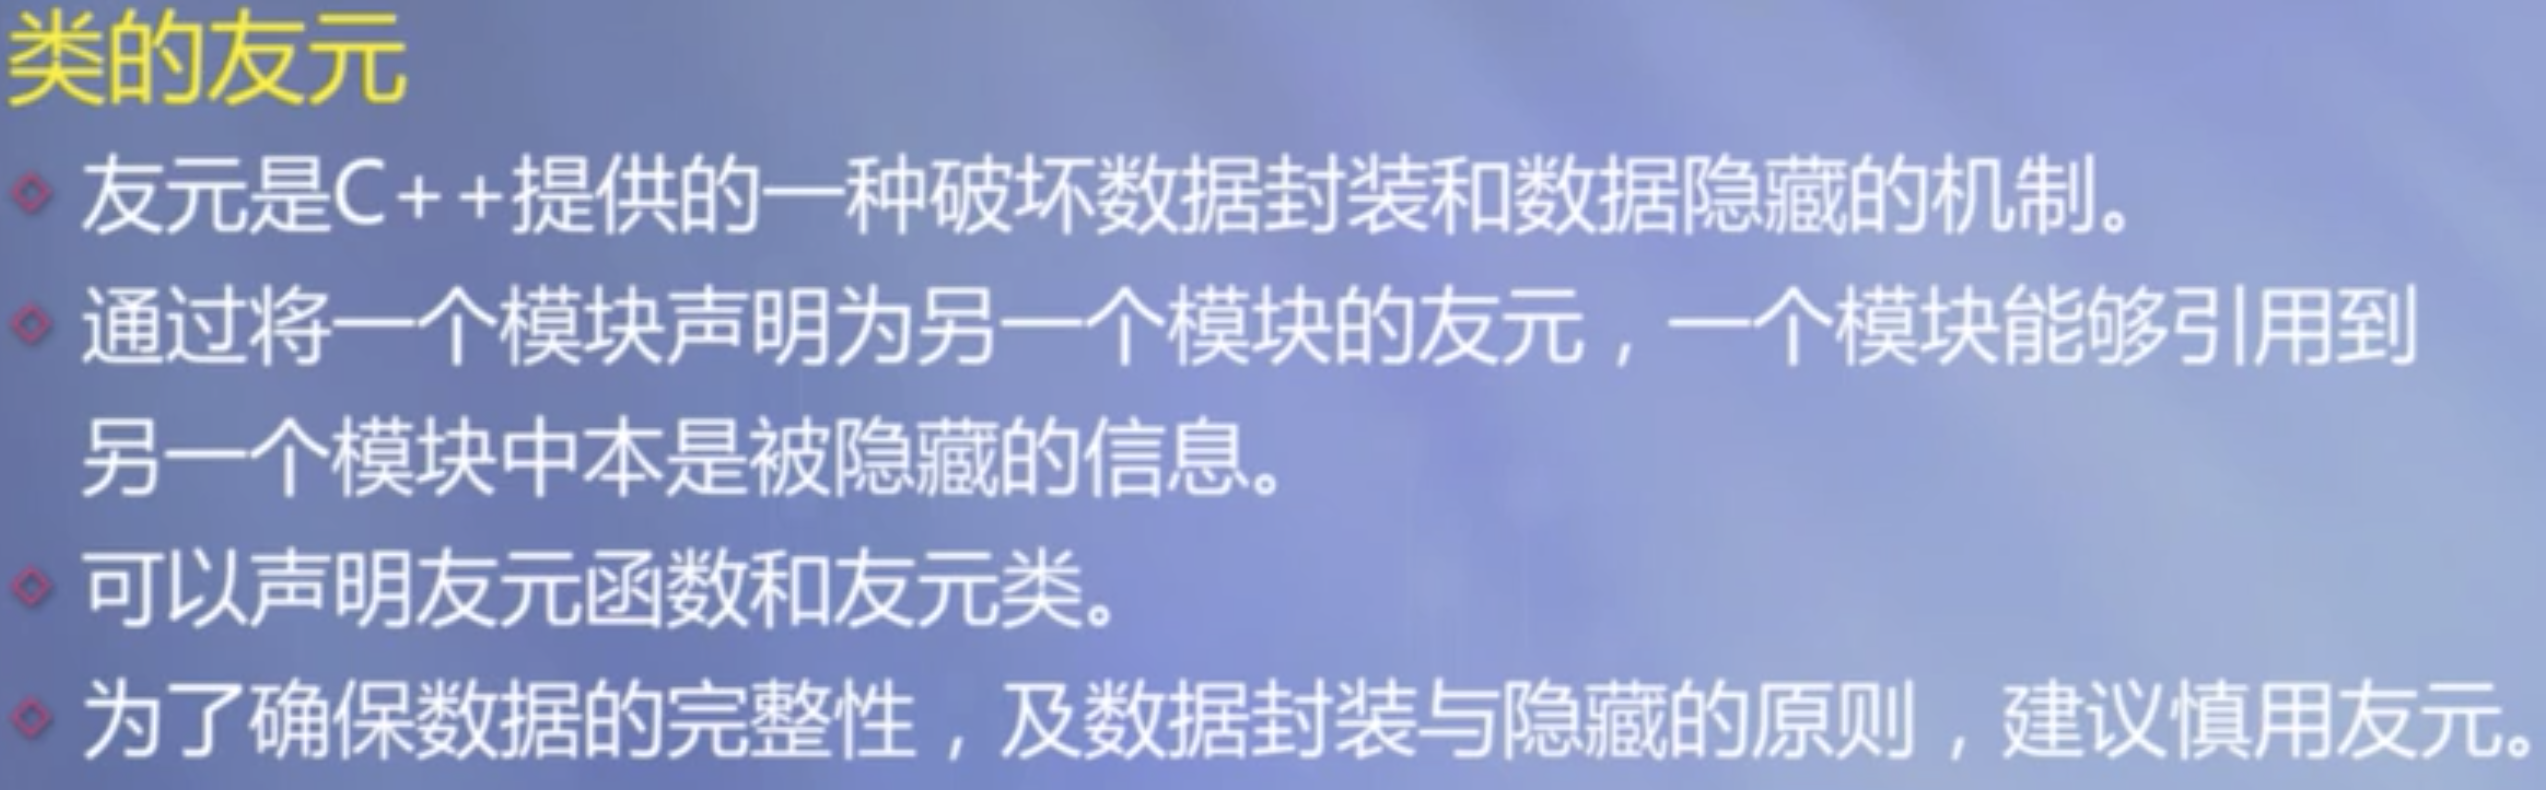 类的友元
友元是C++提供的一种破坏数据封装和数据隐藏的机制。
通过将一个模块声明为另一个模块的友元，一个模块能够引用到
另一个模块中本是被隐藏的信息。
可以声明友元函数和友元类。
为了确保数据的完整性，及数据封装与隐藏的原则，建议慎用友元。